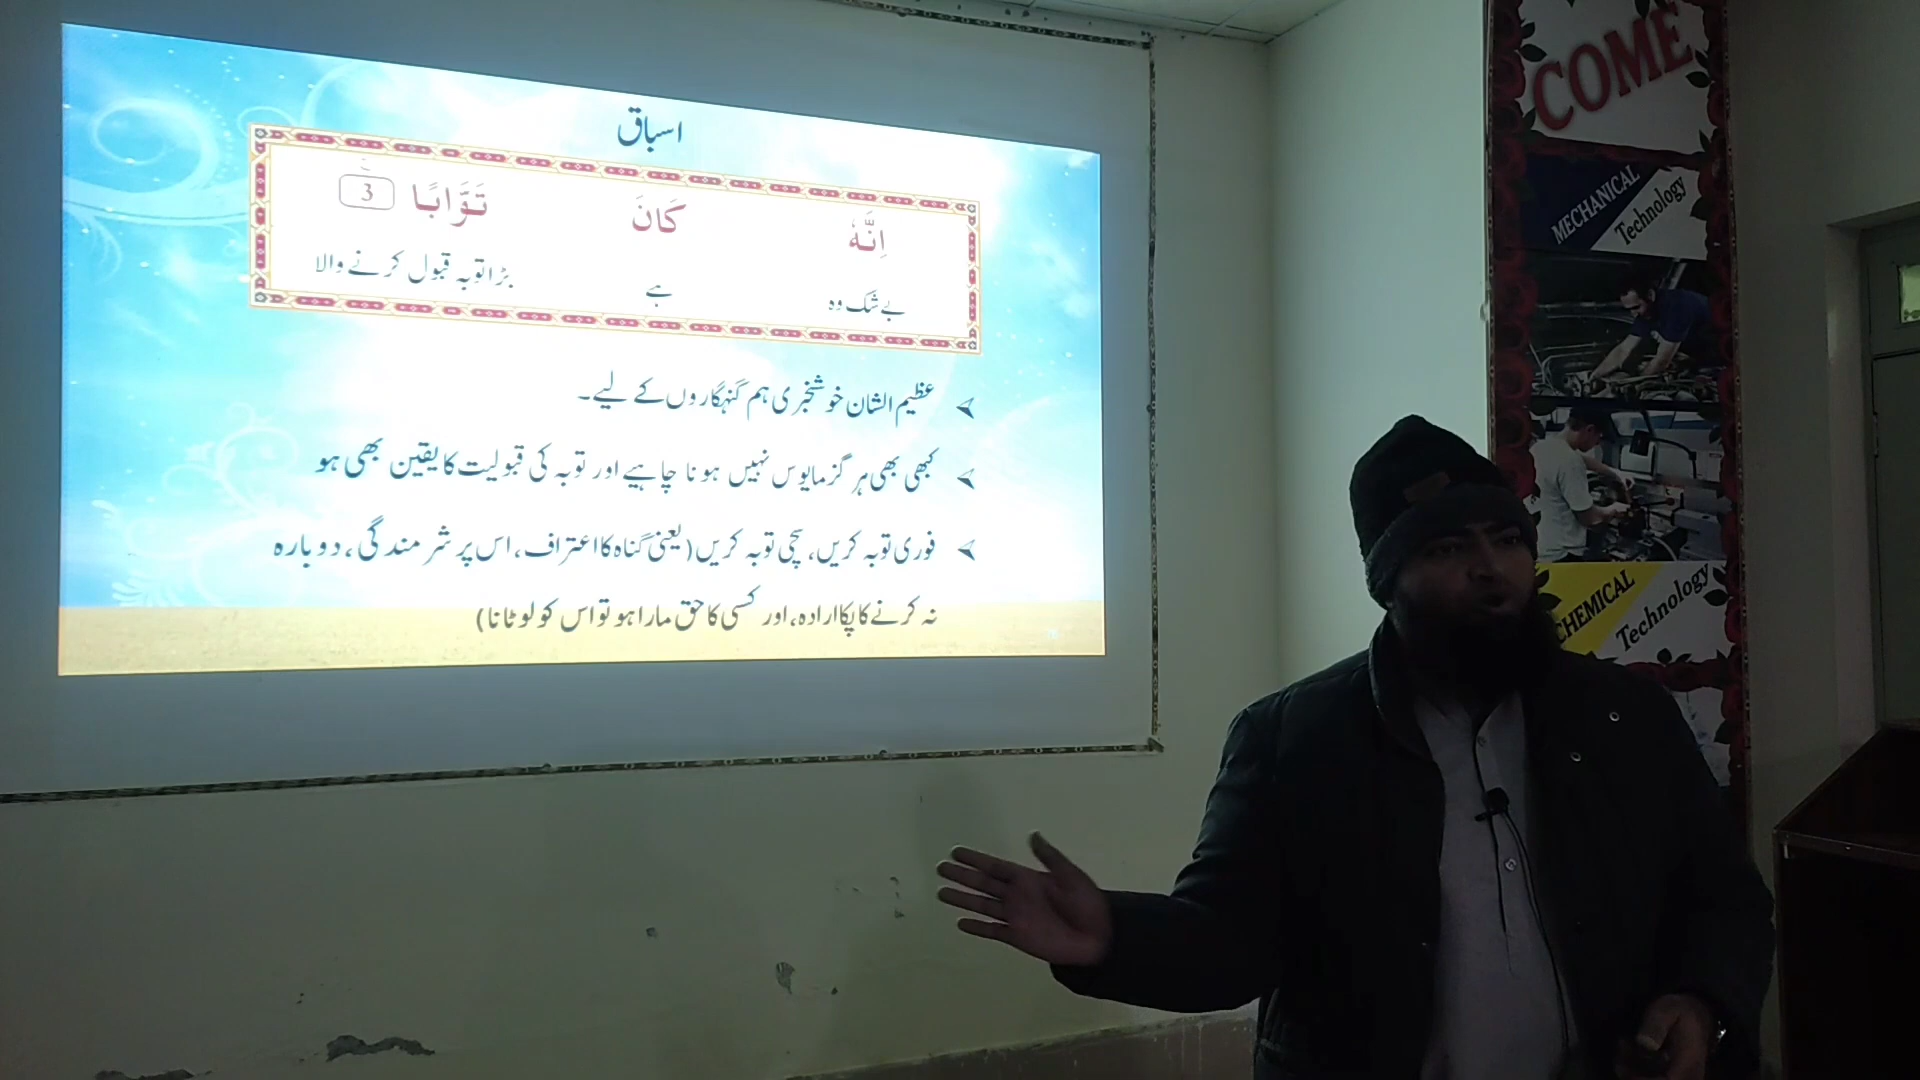 اسباق
اِنَّهٗ كَانَ تَوَّابًا 3
بے شک وہ ہے بڑا توبہ قبول کرنے والا
عظیم الشان خوشخبری ہم گنہگاروں کے لیے۔
کبھی بھی ہرگز مایوس نہیں ہونا چاہیے اور توبہ کی قبولیت کا یقین بھی ہو
فوری توبہ کریں، سچی توبہ کریں (یعنی گناہ کا اعتراف، اس پر شرمندگی، دوبارہ
نہ کرنے کا پکا ارادہ، اور کسی کا حق مارا ہو تو اس کو لوٹانا)
COME
MECHANICAL
Technology
CHEMICAL
Technology